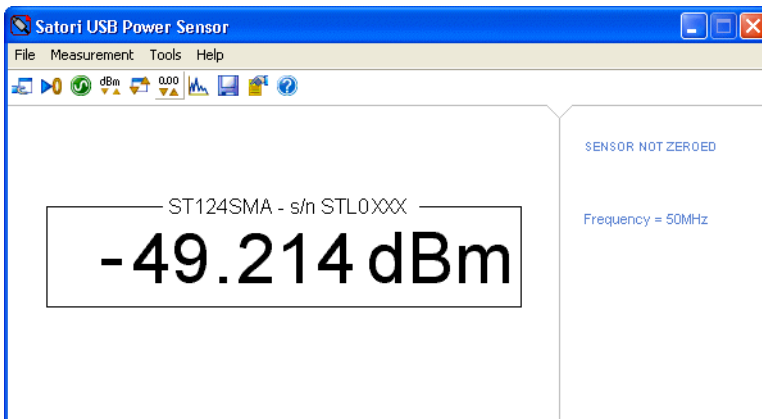 Satori USB Power Sensor
File Measurement Tools Help
0 dBm 0.00 ?
SENSOR NOT ZEROED
ST124SMA - s/n STL0XXX
Frequency = 50MHz
-49.214 dBm